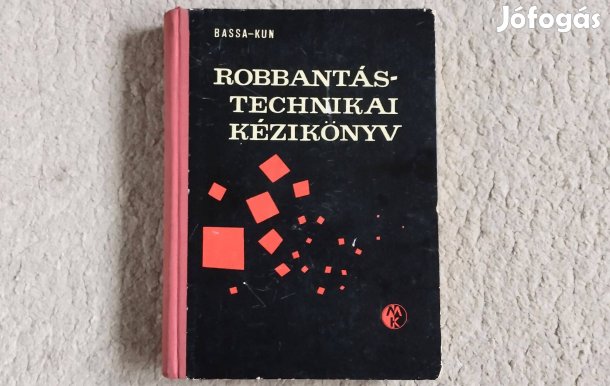 Jófogás
BASSA–KUN
ROBBANTÁS-
TECHNIKAI
KÉZIKÖNYV
MK